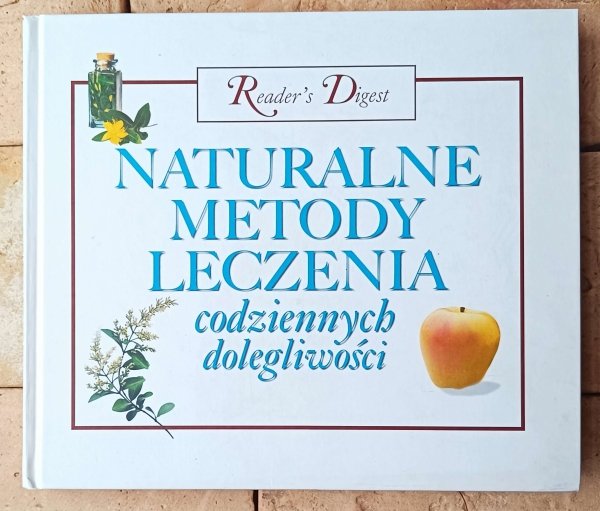 Reader's Digest
NATURALNE
METODY
LECZENIA
codziennych
dolegliwości